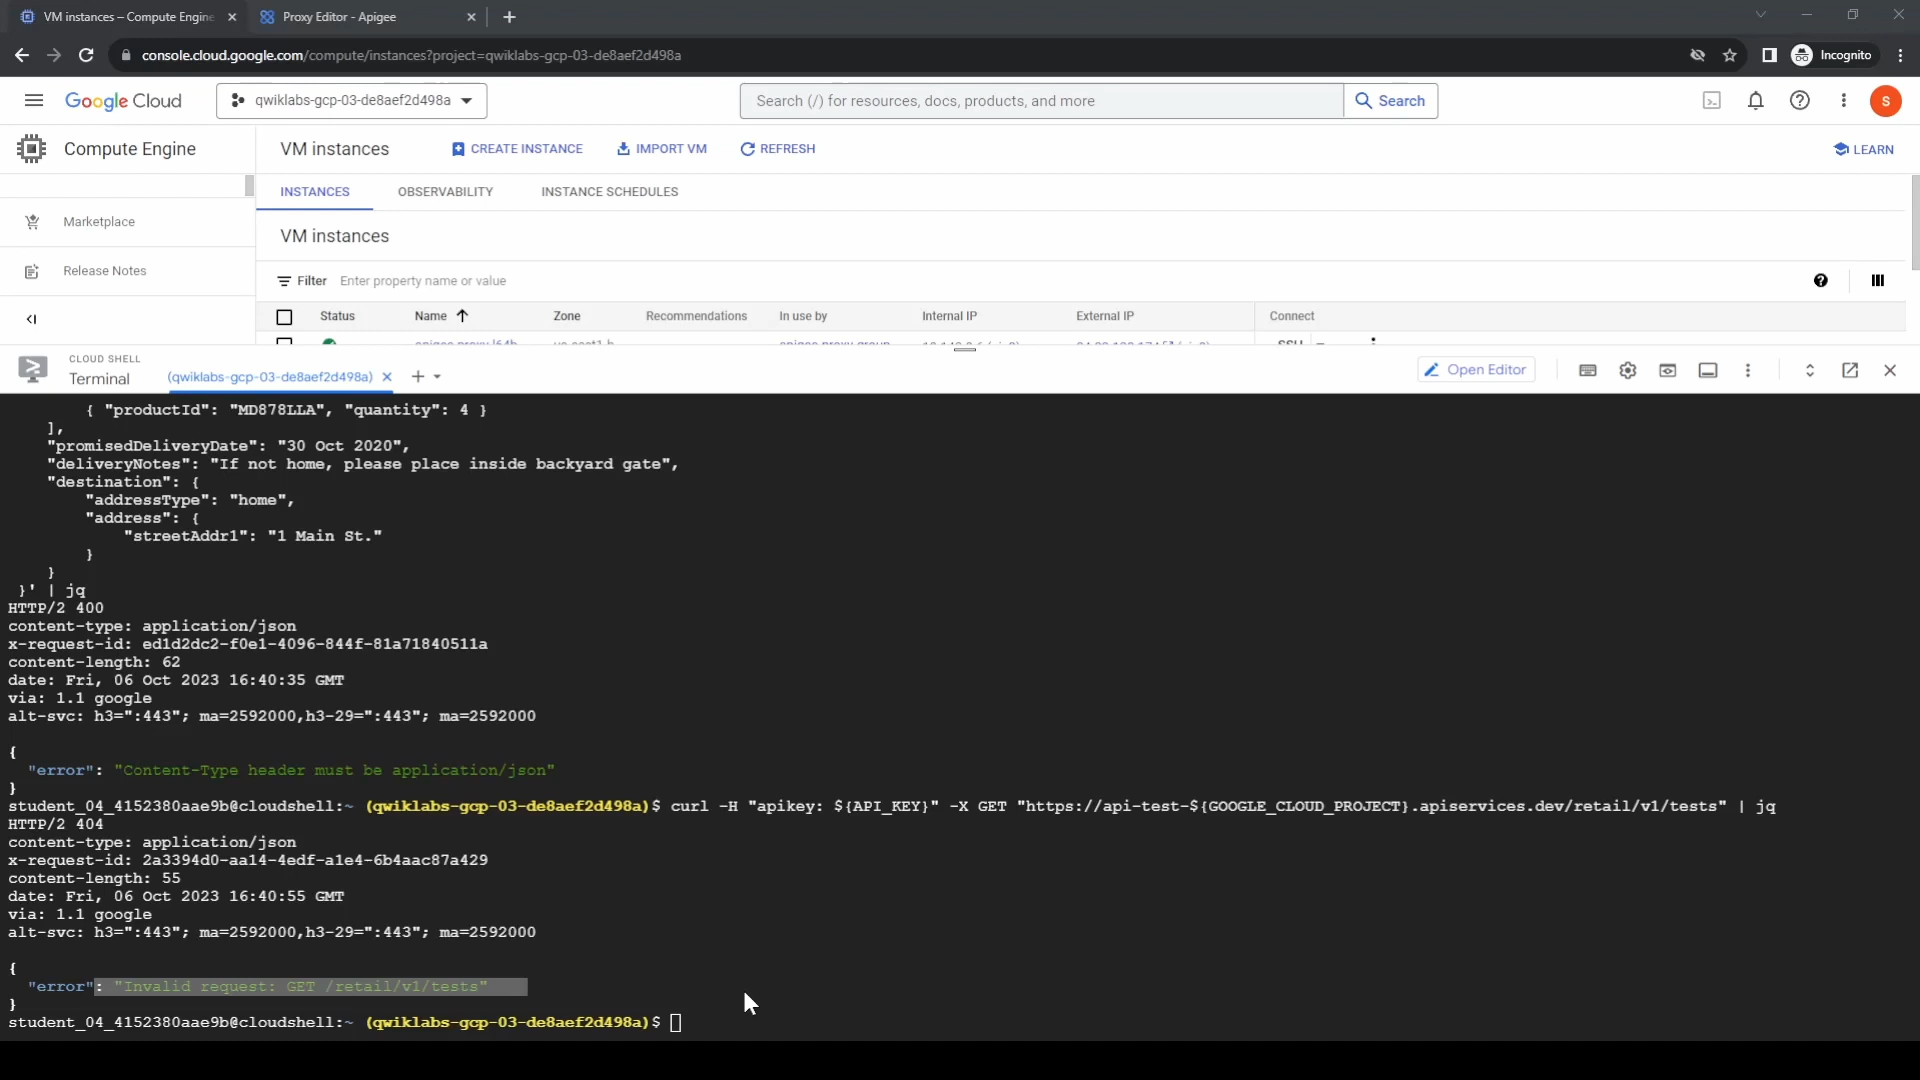 VM instances – Compute Engine
Proxy Editor - Apigee
console.cloud.google.com/compute/instances?project=qwiklabs-gcp-03-de8aef2d498a
Incognito
Google Cloud
qwiklabs-gcp-03-de8aef2d498a
Search (/) for resources, docs, products, and more
Search
S
Compute Engine
VM instances
CREATE INSTANCE
IMPORT VM
REFRESH
LEARN
INSTANCES
OBSERVABILITY
INSTANCE SCHEDULES
Marketplace
Release Notes
VM instances
Filter
Enter property name or value
Status
Name
Zone
Recommendations
In use by
Internal IP
External IP
Connect
SSH
CLOUD SHELL
Terminal
(qwiklabs-gcp-03-de8aef2d498a)
Open Editor
{ "productId": "MD878LLA", "quantity": 4 }
],
"promisedDeliveryDate": "30 Oct 2020",
"deliveryNotes": "If not home, please place inside backyard gate",
"destination": {
"addressType": "home",
"address": {
"streetAddr1": "1 Main St."
}
}
}' | jq
HTTP/2 400
content-type: application/json
x-request-id: ed1d2dc2-f0e1-4096-844f-81a71840511a
content-length: 62
date: Fri, 06 Oct 2023 16:40:35 GMT
via: 1.1 google
alt-svc: h3=":443"; ma=2592000,h3-29=":443"; ma=2592000
{
"error": "Content-Type header must be application/json"
}
student_04_4152380aae9b@cloudshell:~ (qwiklabs-gcp-03-de8aef2d498a)$ curl -H "apikey: ${API_KEY}" -X GET "https://api-test-${GOOGLE_CLOUD_PROJECT}.apiservices.dev/retail/v1/tests" | jq
HTTP/2 404
content-type: application/json
x-request-id: 2a3394d0-aa14-4edf-a1e4-6b4aac87a429
content-length: 55
date: Fri, 06 Oct 2023 16:40:55 GMT
via: 1.1 google
alt-svc: h3=":443"; ma=2592000,h3-29=":443"; ma=2592000
{
"error": "Invalid request: GET /retail/v1/tests"
}
student_04_4152380aae9b@cloudshell:~ (qwiklabs-gcp-03-de8aef2d498a)$